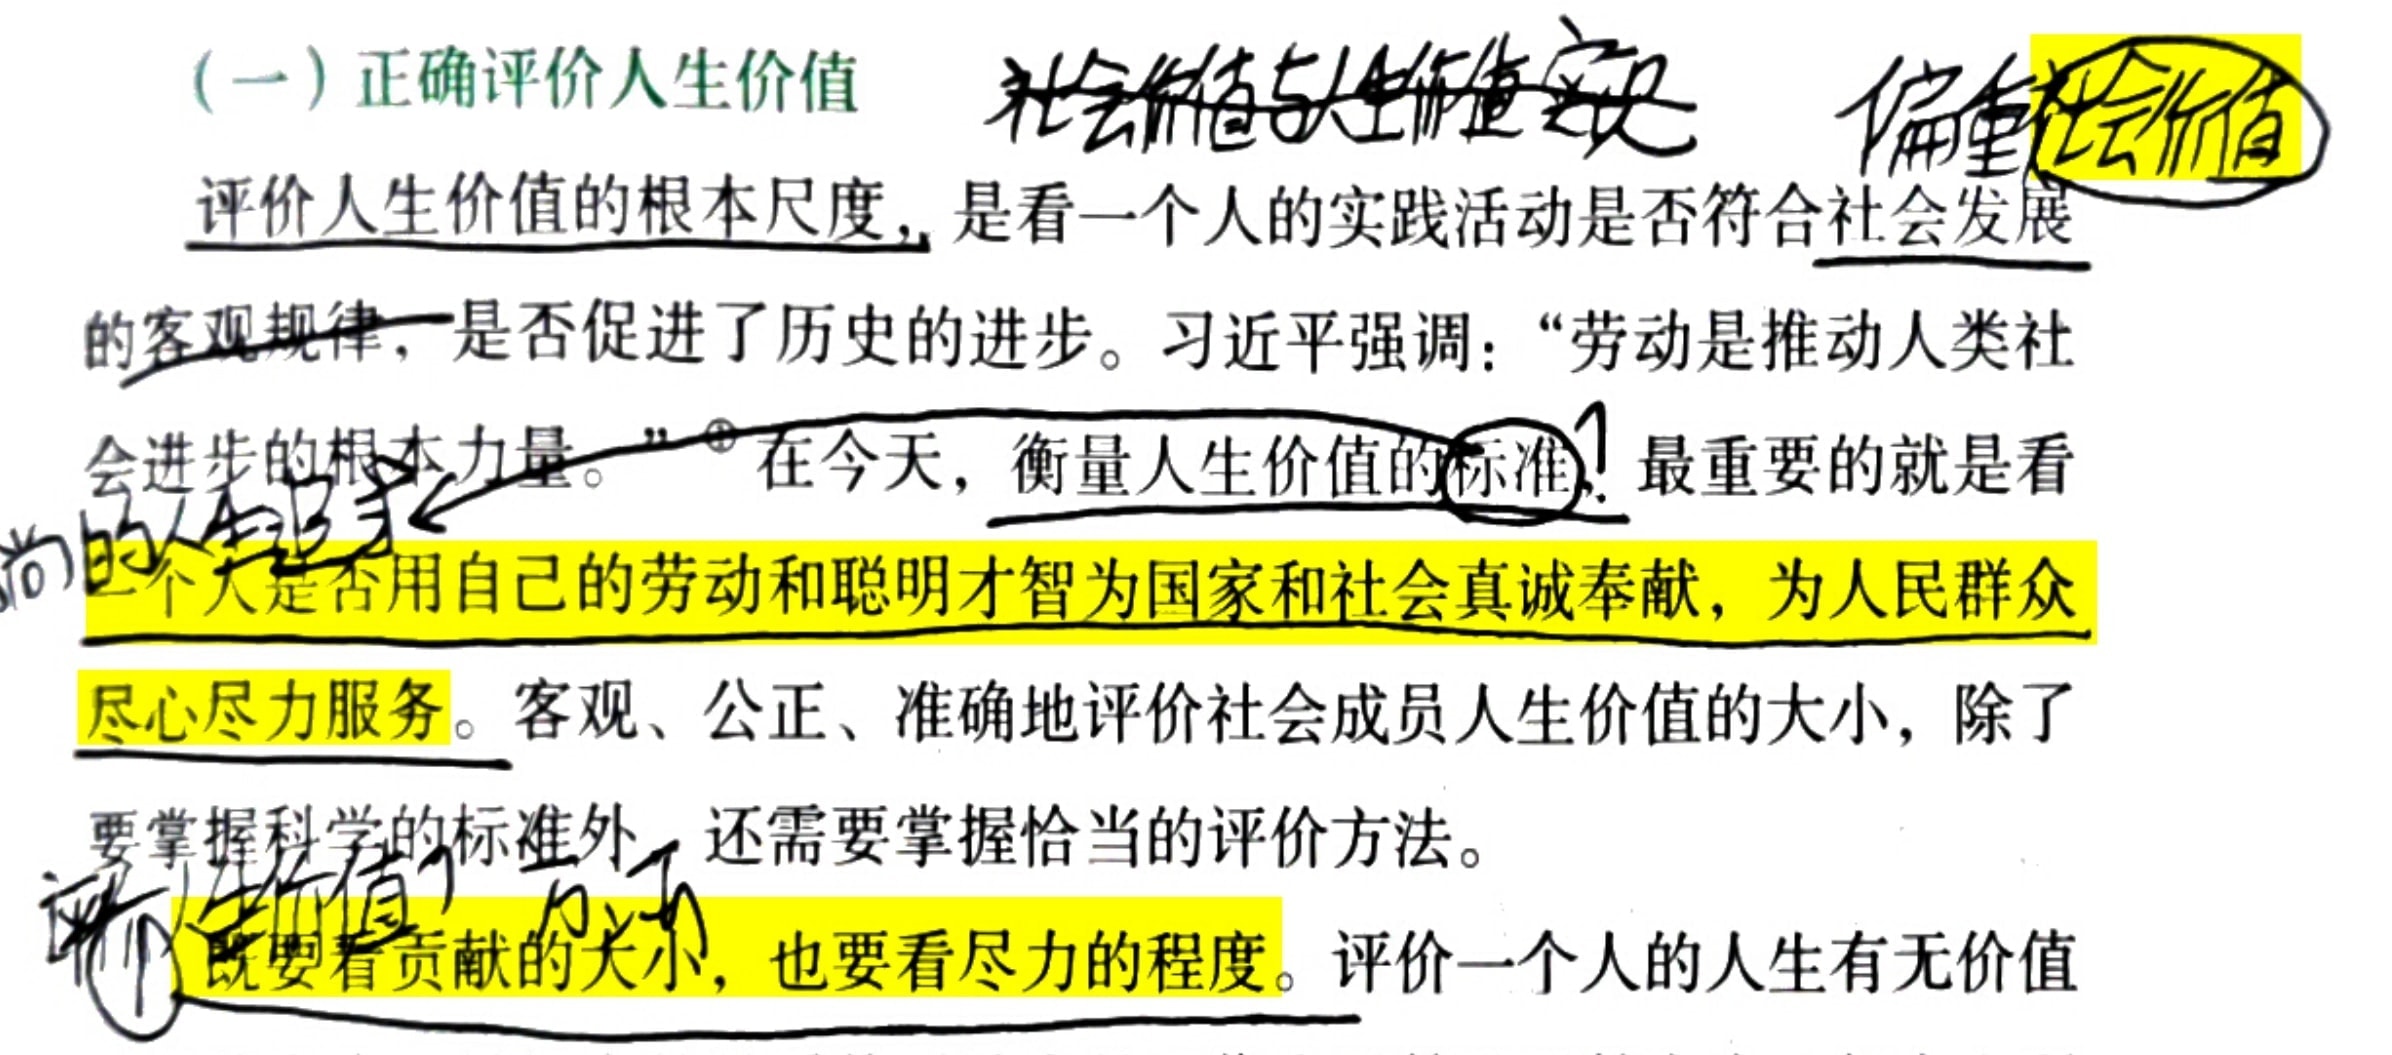 （一）正确评价人生价值
社会价值与人生价值实现
偏重社会价值
评价人生价值的根本尺度，是看一个人的实践活动是否符合社会发展
的客观规律，是否促进了历史的进步。习近平强调：“劳动是推动人类社
会进步的根本力量。”① 在今天，衡量人生价值的标准，最重要的就是看
尚的人生追求
一个人是否用自己的劳动和聪明才智为国家和社会真诚奉献，为人民群众
尽心尽力服务。客观、公正、准确地评价社会成员人生价值的大小，除了
要掌握科学的标准外，还需要掌握恰当的评价方法。
评价人生价值 方法
既要看贡献的大小，也要看尽力的程度。评价一个人的人生有无价值